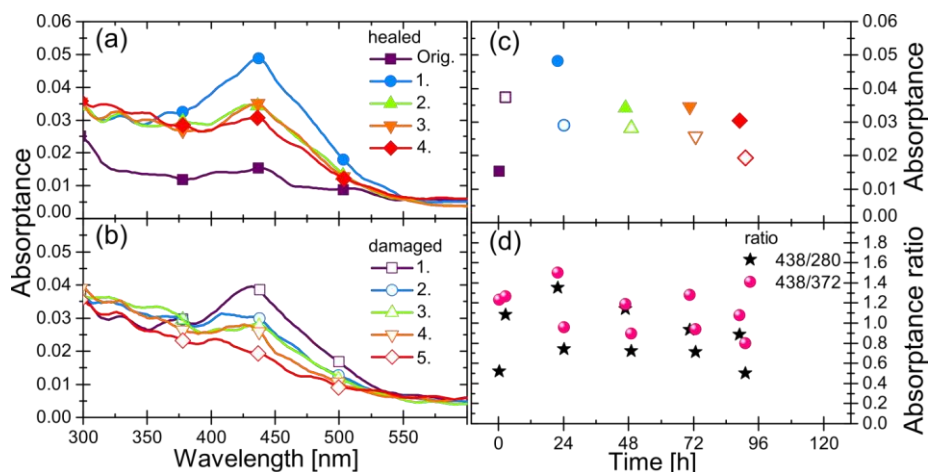 (a)
healed
Orig.
1.
2.
3.
4.
0.06
0.05
0.04
0.03
0.02
0.01
0.00
(b)
damaged
1.
2.
3.
4.
5.
0.04
0.03
0.02
0.01
0.00
300 350 400 450 500 550
Wavelength [nm]
Absorptance
(c)
0.06
0.05
0.04
0.03
0.02
0.01
0.00
Absorptance
(d)
ratio
438/280
438/372
1.8
1.6
1.4
1.2
1.0
0.8
0.6
0.4
0.2
0.0
Absorptance ratio
0 24 48 72 96 120
Time [h]